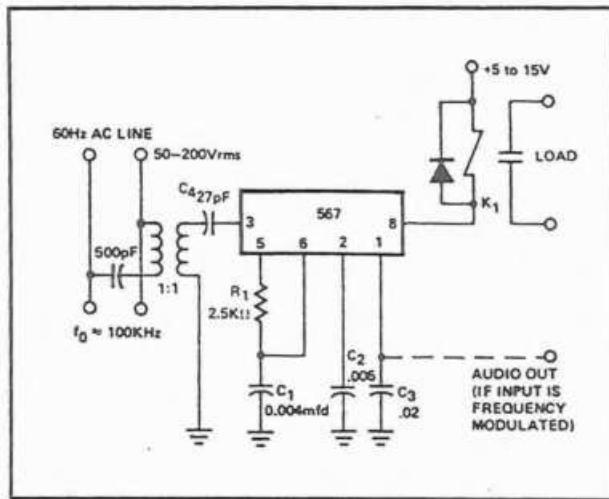 +5 to 15V
60Hz AC LINE
50–200Vrms
LOAD
C4 27pF
567
K1
3
8
5
6
2
1
500pF
1:1
R1
2.5KΩ
f0 ≈ 100KHz
C2
.005
C1
0.004mfd
C3
.02
AUDIO OUT
(IF INPUT IS
FREQUENCY
MODULATED)